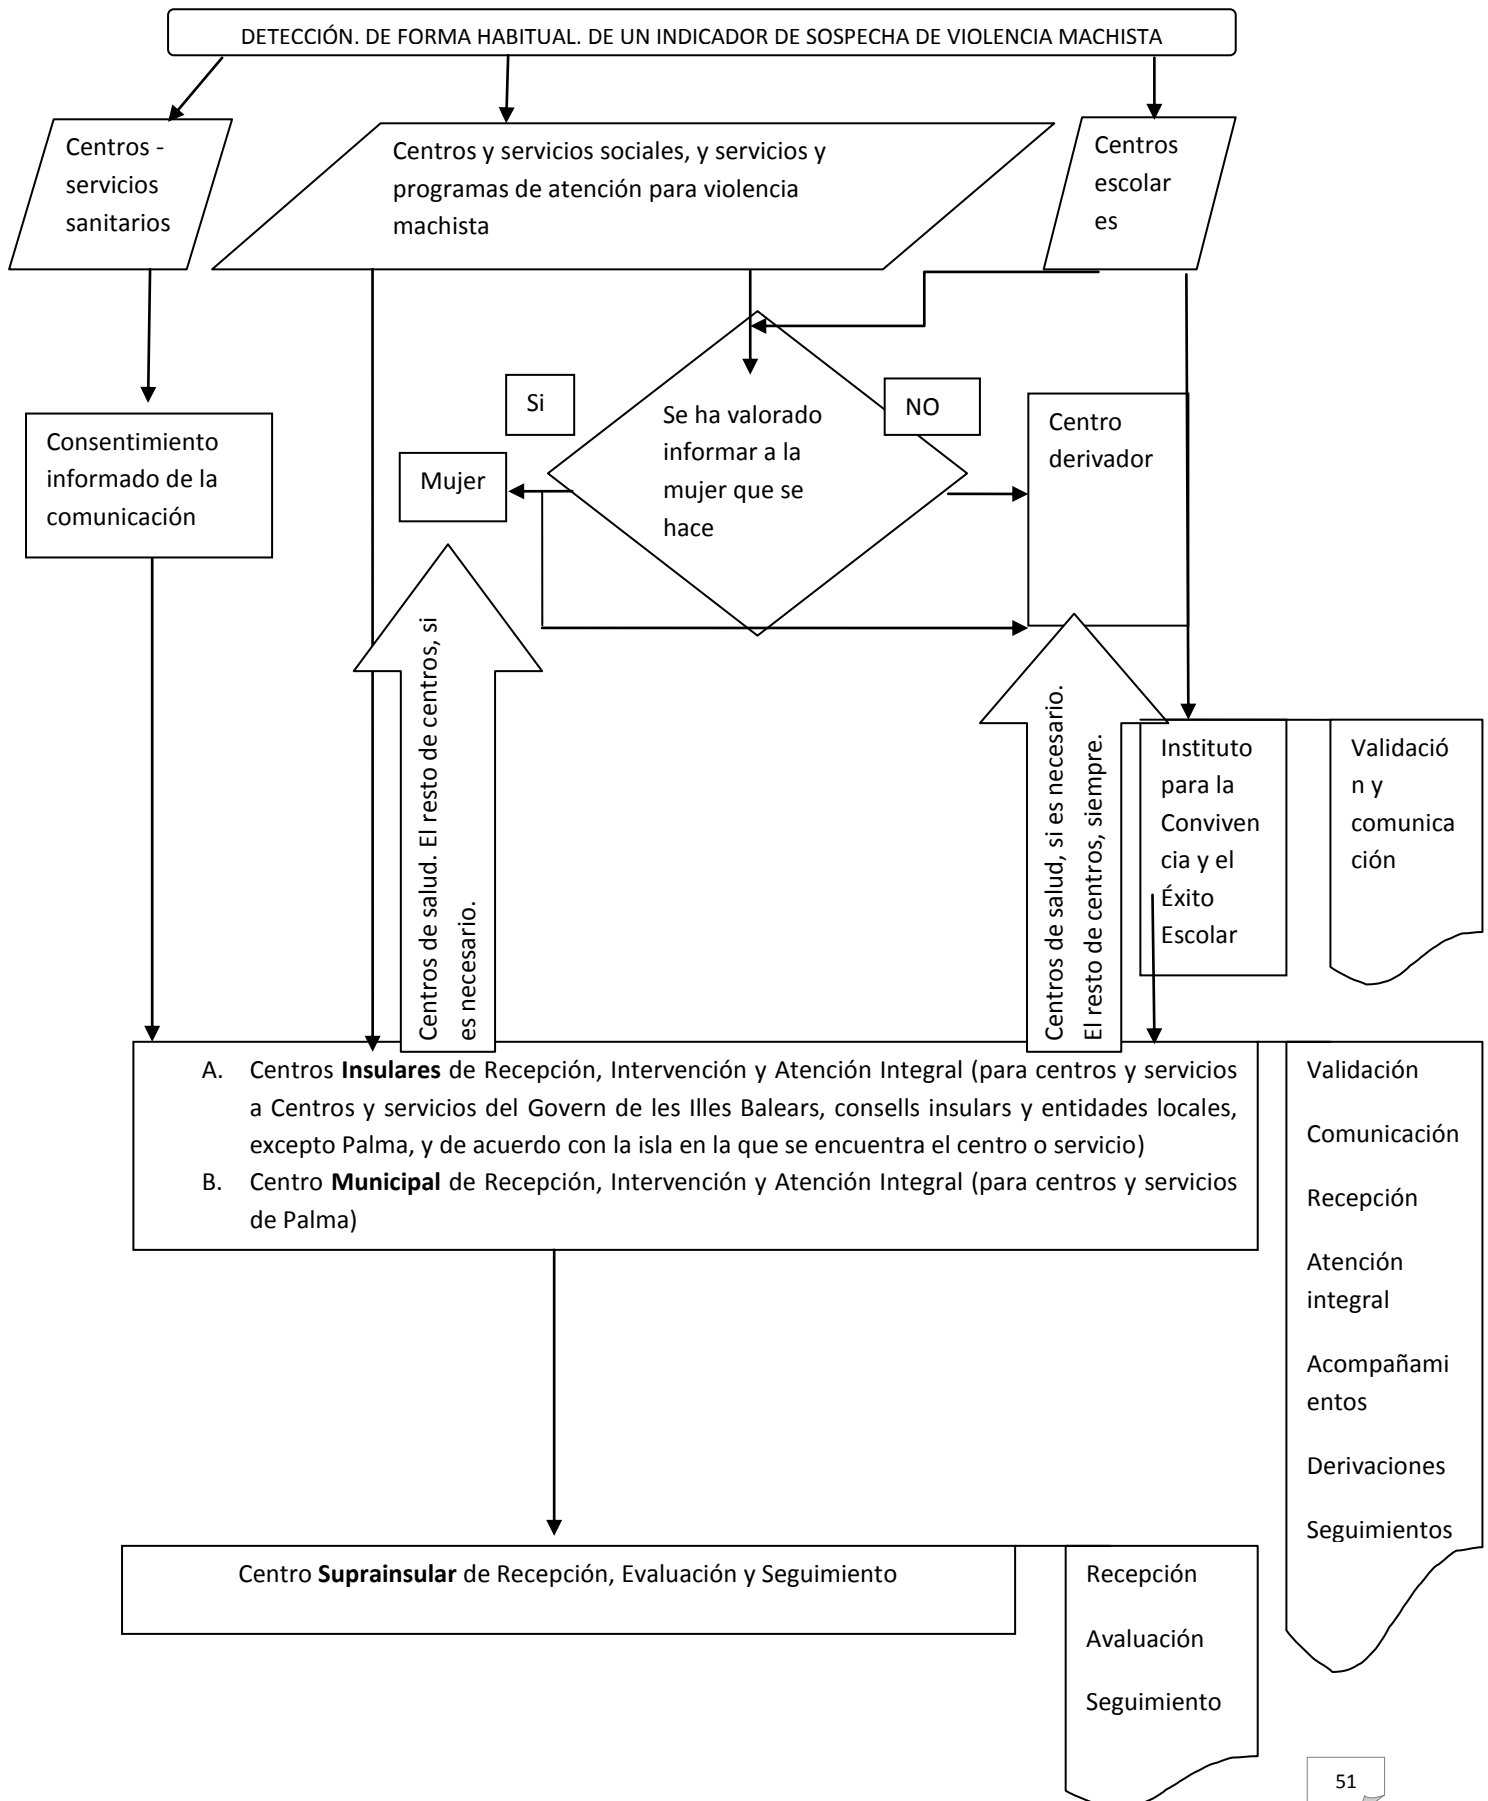 DETECCIÓN. DE FORMA HABITUAL. DE UN INDICADOR DE SOSPECHA DE VIOLENCIA MACHISTA
Centros -
servicios
sanitarios
Centros y servicios sociales, y servicios y
programas de atención para violencia
machista
Centros
escolar
es
Si
NO
Se ha valorado
informar a la
mujer que se
hace
Mujer
Centro
derivador
Consentimiento
informado de la
comunicación
Centros de salud. El resto de centros, si
es necesario.
Centros de salud, si es necesario.
El resto de centros, siempre.
Instituto
para la
Conviven
cia y el
Éxito
Escolar
Validació
n y
comunica
ción
A. Centros Insulares de Recepción, Intervención y Atención Integral (para centros y servicios
a Centros y servicios del Govern de les Illes Balears, consells insulars y entidades locales,
excepto Palma, y de acuerdo con la isla en la que se encuentra el centro o servicio)
B. Centro Municipal de Recepción, Intervención y Atención Integral (para centros y servicios
de Palma)
Validación
Comunicación
Recepción
Atención
integral
Acompañami
entos
Derivaciones
Seguimientos
Centro Suprainsular de Recepción, Evaluación y Seguimiento
Recepción
Avaluación
Seguimiento
51